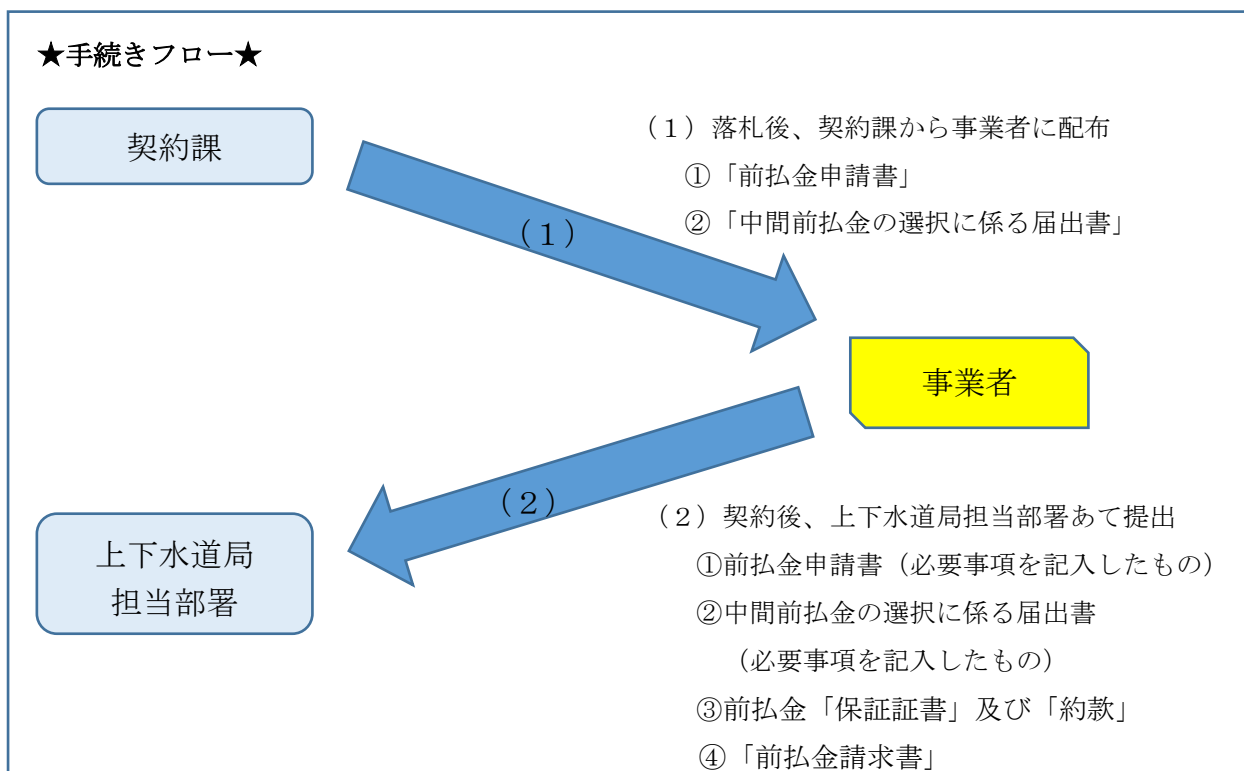 ★手続きフロー★
契約課
（１）落札後、契約課から事業者に配布
①「前払金申請書」
②「中間前払金の選択に係る届出書」
（１）
事業者
（２）
上下水道局
担当部署
（２）契約後、上下水道局担当部署あて提出
①前払金申請書（必要事項を記入したもの）
②中間前払金の選択に係る届出書
（必要事項を記入したもの）
③前払金「保証証書」及び「約款」
④「前払金請求書」